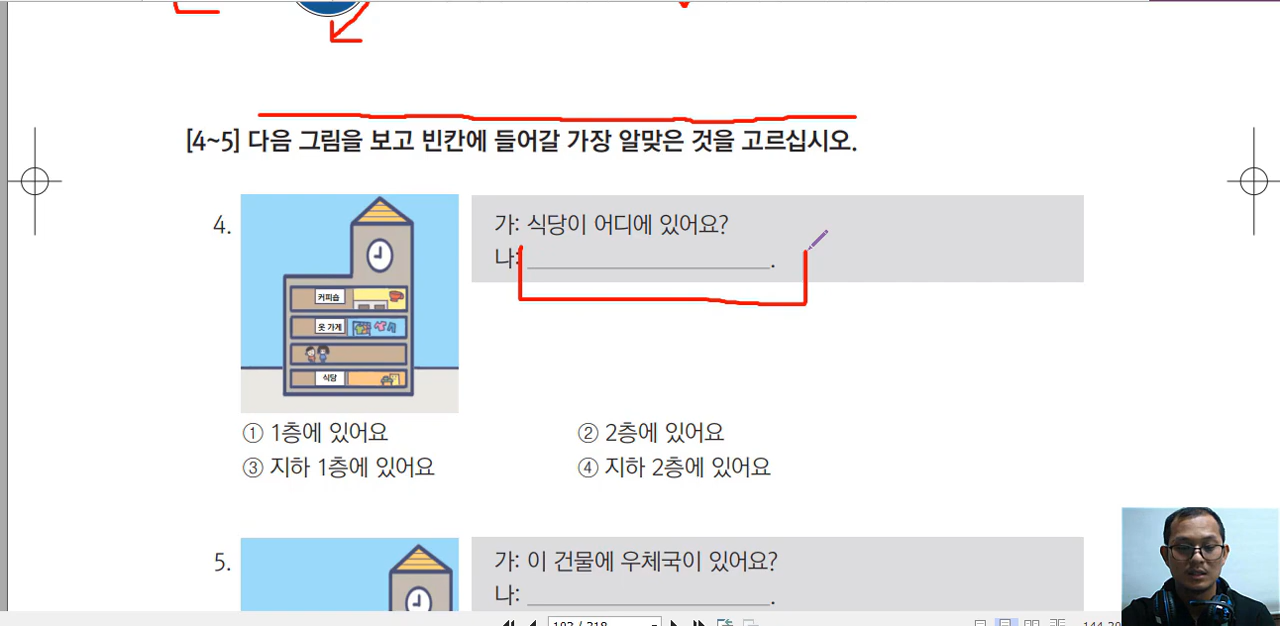 [4~5] 다음 그림을 보고 빈칸에 들어갈 가장 알맞은 것을 고르십시오.
4.
가: 식당이 어디에 있어요?
나: ____________________.
커피숍
옷 가게
식당
① 1층에 있어요
② 2층에 있어요
③ 지하 1층에 있어요
④ 지하 2층에 있어요
5.
가: 이 건물에 우체국이 있어요?
나: ____________________.